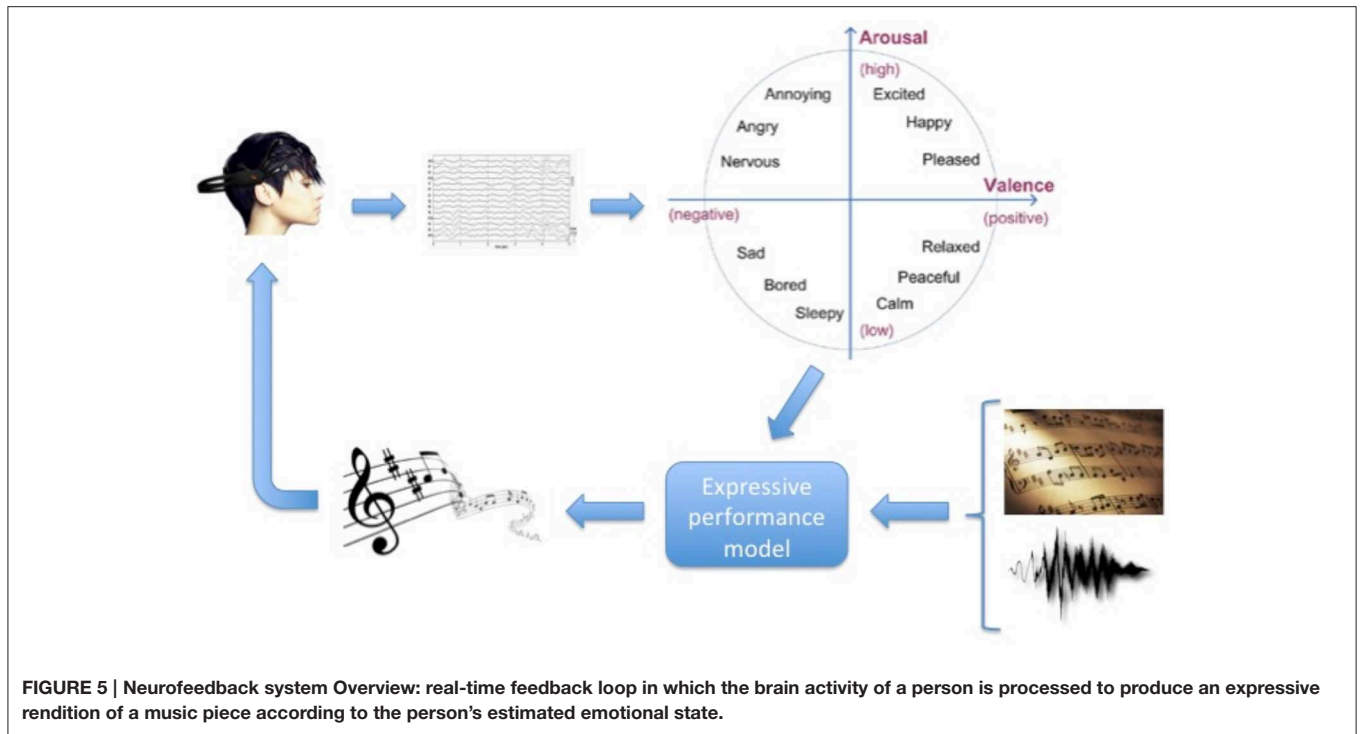 Arousal
(high)
Annoying
Excited
Angry
Happy
Nervous
Pleased
Valence
(negative)
(positive)
Sad
Relaxed
Bored
Peaceful
Sleepy
Calm
(low)
Expressive
performance
model
FIGURE 5 | Neurofeedback system Overview: real-time feedback loop in which the brain activity of a person is processed to produce an expressive
rendition of a music piece according to the person's estimated emotional state.